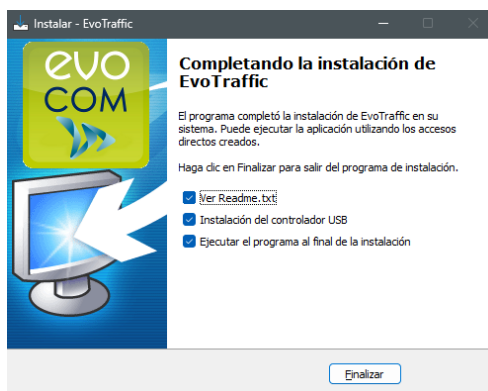 Instalar - EvoTraffic
evo
COM
Completando la instalación de
EvoTraffic
El programa completó la instalación de EvoTraffic en su
sistema. Puede ejecutar la aplicación utilizando los accesos
directos creados.
Haga clic en Finalizar para salir del programa de instalación.
Ver Readme.txt
Instalación del controlador USB
Ejecutar el programa al final de la instalación
Finalizar